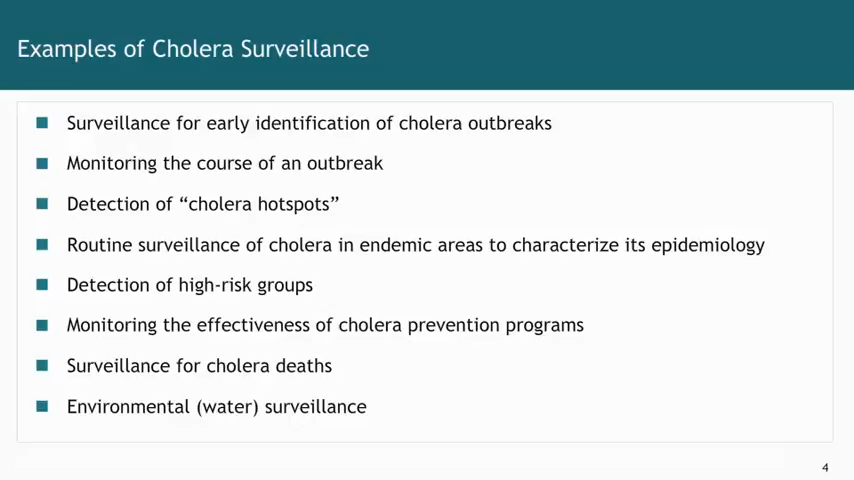 Examples of Cholera Surveillance
Surveillance for early identification of cholera outbreaks
Monitoring the course of an outbreak
Detection of “cholera hotspots”
Routine surveillance of cholera in endemic areas to characterize its epidemiology
Detection of high-risk groups
Monitoring the effectiveness of cholera prevention programs
Surveillance for cholera deaths
Environmental (water) surveillance
4